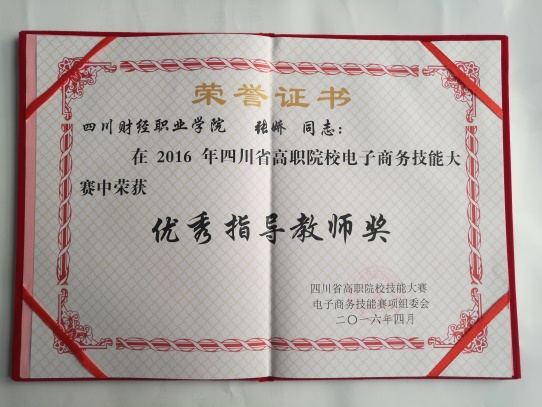 荣誉证书
四川财经职业学院 张娇 同志：
在 2016 年四川省高职院校电子商务技能大
赛中荣获
优秀指导教师奖
四川省高职院校技能大赛
电子商务技能赛项组委会
二〇一六年四月